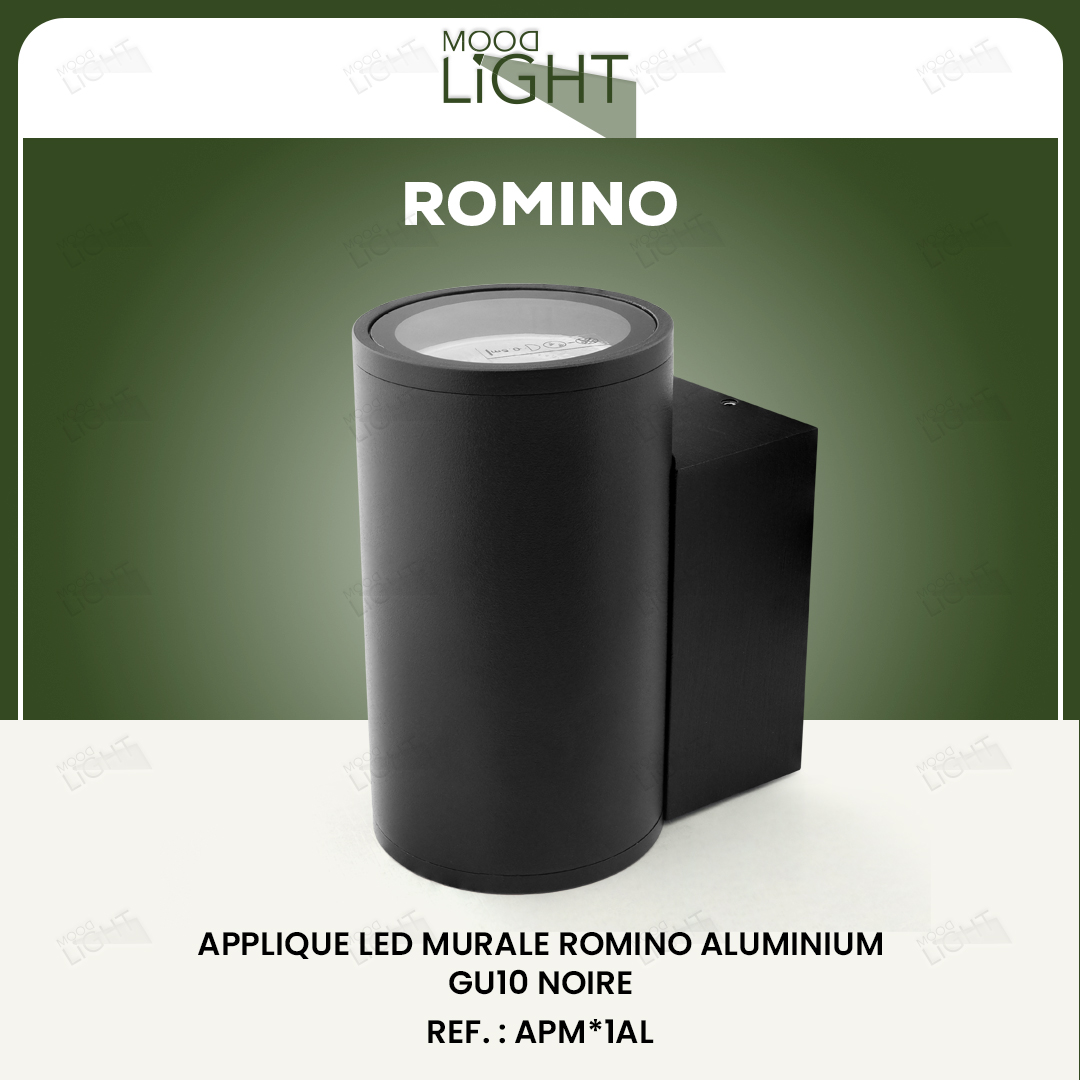 MOOD
LiGHT
ROMINO
APPLIQUE LED MURALE ROMINO ALUMINIUM
GU10 NOIRE
REF. : APM*1AL